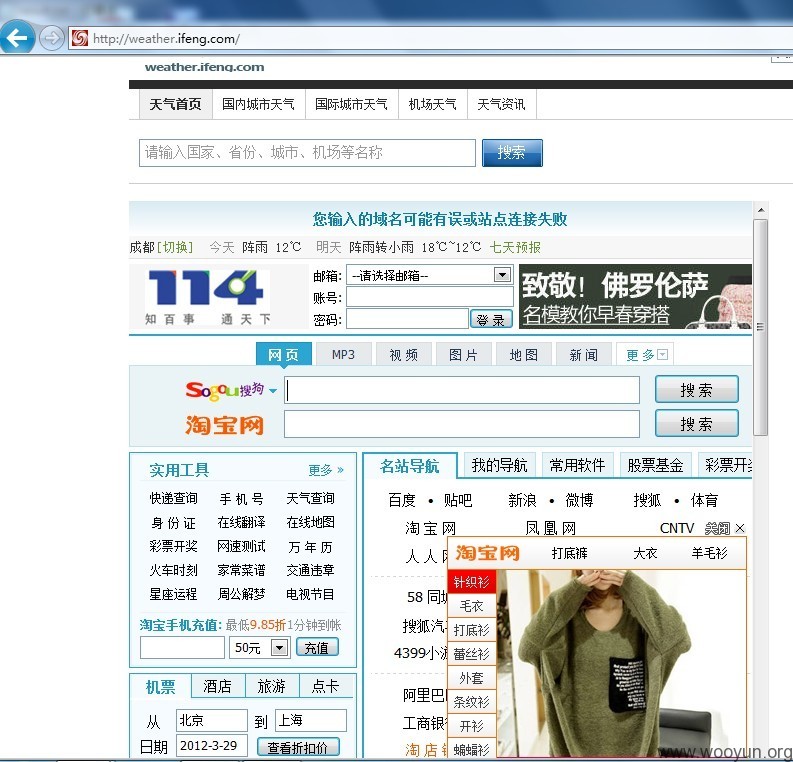 http://weather.ifeng.com/
weather.ifeng.com
天气首页 国内城市天气 国际城市天气 机场天气 天气资讯
请输入国家、省份、城市、机场等名称 搜索
您输入的域名可能有误或站点连接失败
成都[切换] 今天 阵雨 12℃ 明天 阵雨转小雨 18℃~12℃ 七天预报
114
知百事 通天下
邮箱: --请选择邮箱--
账号:
密码: 登录
致敬！佛罗伦萨
名模教你早春穿搭
网页 MP3 视频 图片 地图 新闻 更多
Sogou搜狗 搜索
淘宝网 搜索
实用工具 更多 »
快递查询 手机号 天气查询
身份证 在线翻译 在线地图
彩票开奖 网速测试 万年历
火车时刻 家常菜谱 交通违章
星座运程 周公解梦 电视节目
淘宝手机充值: 最低9.85折1分钟到帐
50元 充值
机票 酒店 旅游 点卡
从 北京 到 上海
日期 2012-3-29 查看折扣价
名站导航 我的导航 常用软件 股票基金 彩票开
百度 • 贴吧 新浪 • 微博 搜狐 • 体育
淘宝网 凤凰网 CNTV
人人
58 同
搜狐汽
4399小
阿里巴
工商银
淘店
关闭 ×
淘宝网 打底裤 大衣 羊毛衫
针织衫
毛衣
打底衫
蕾丝衫
外套
条纹衫
开衫
蝙蝠衫
www.wooyun.org